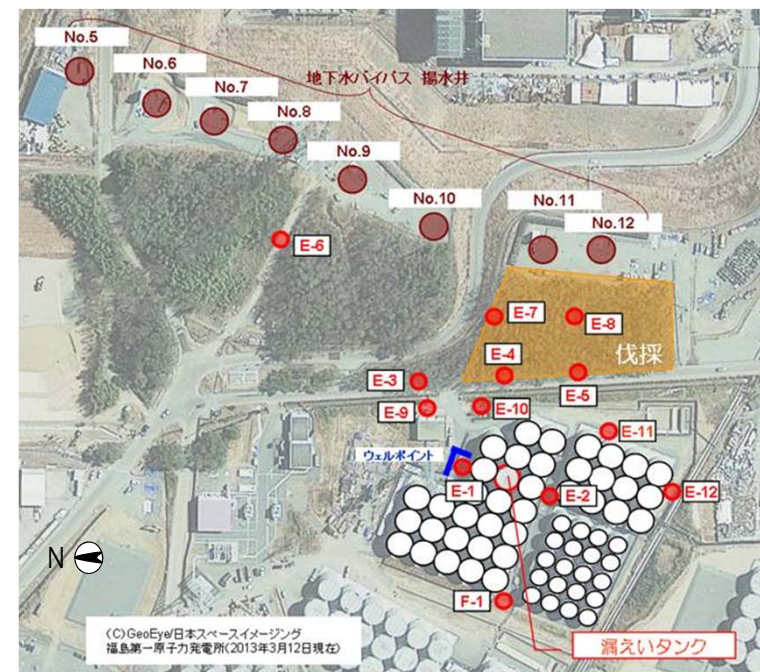 No.5
No.6
No.7
地下水バイパス 揚水井
No.8
No.9
No.10
No.11
No.12
E-6
E-7
E-8
伐採
E-4
E-3
E-5
E-9
E-10
E-11
ウェルポイント
E-1
E-2
E-12
N
F-1
(C)GeoEye/日本スペースイメージング
福島第一原子力発電所(2013年3月12日現在)
漏えいタンク